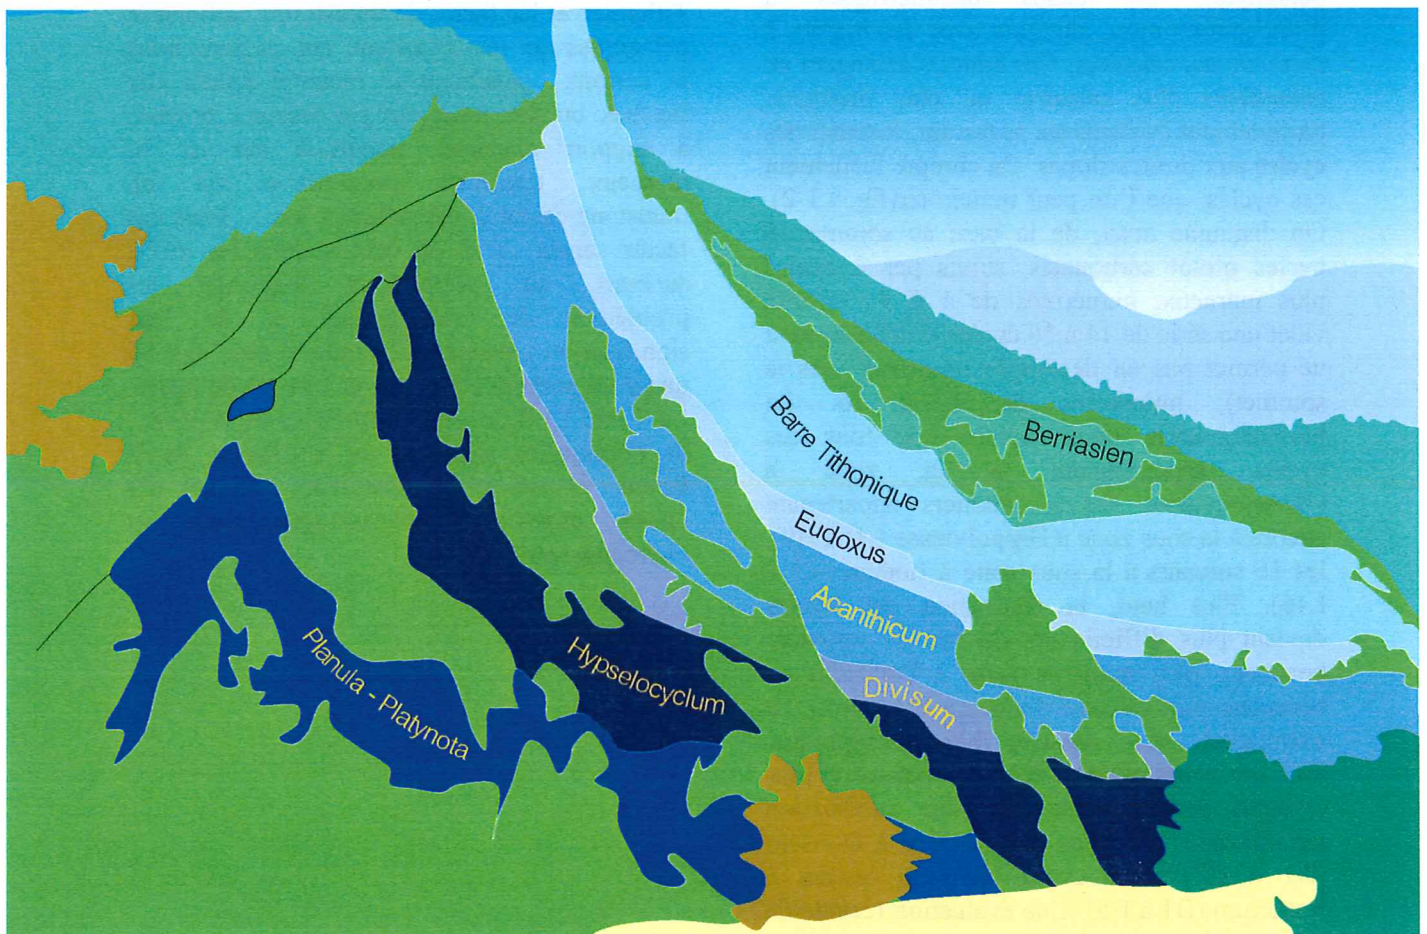 Barre Tithonique
Berriasien
Eudoxus
Acanthicum
Divisum
Hypselocyclum
Planula - Platynota